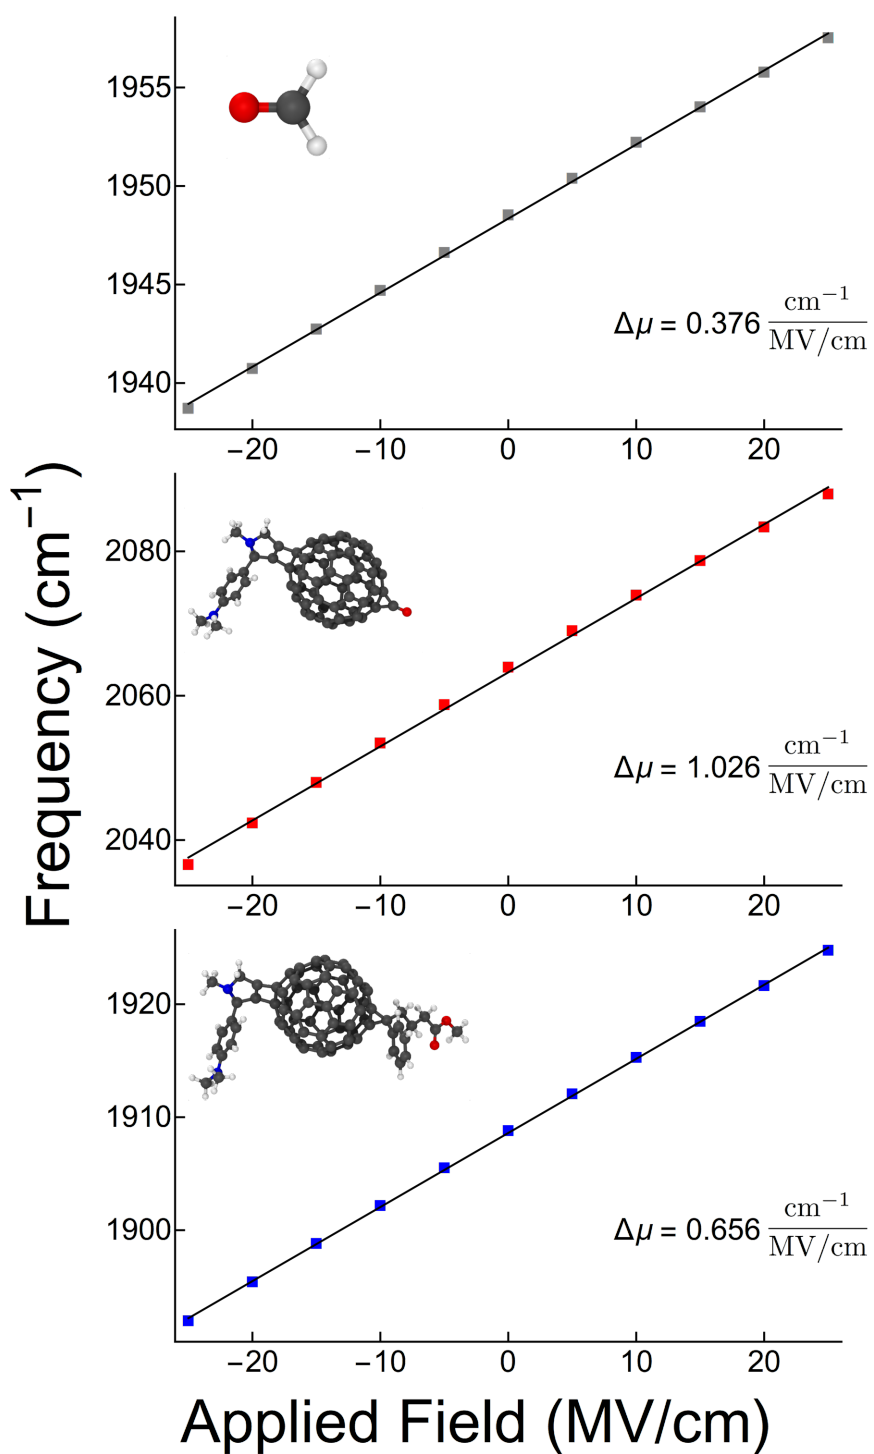 1955
1950
1945
1940
Δμ = 0.376 cm⁻¹ / MV/cm
−20 −10 0 10 20
Frequency (cm⁻¹)
2080
2060
2040
Δμ = 1.026 cm⁻¹ / MV/cm
−20 −10 0 10 20
1920
1910
1900
Δμ = 0.656 cm⁻¹ / MV/cm
−20 −10 0 10 20
Applied Field (MV/cm)